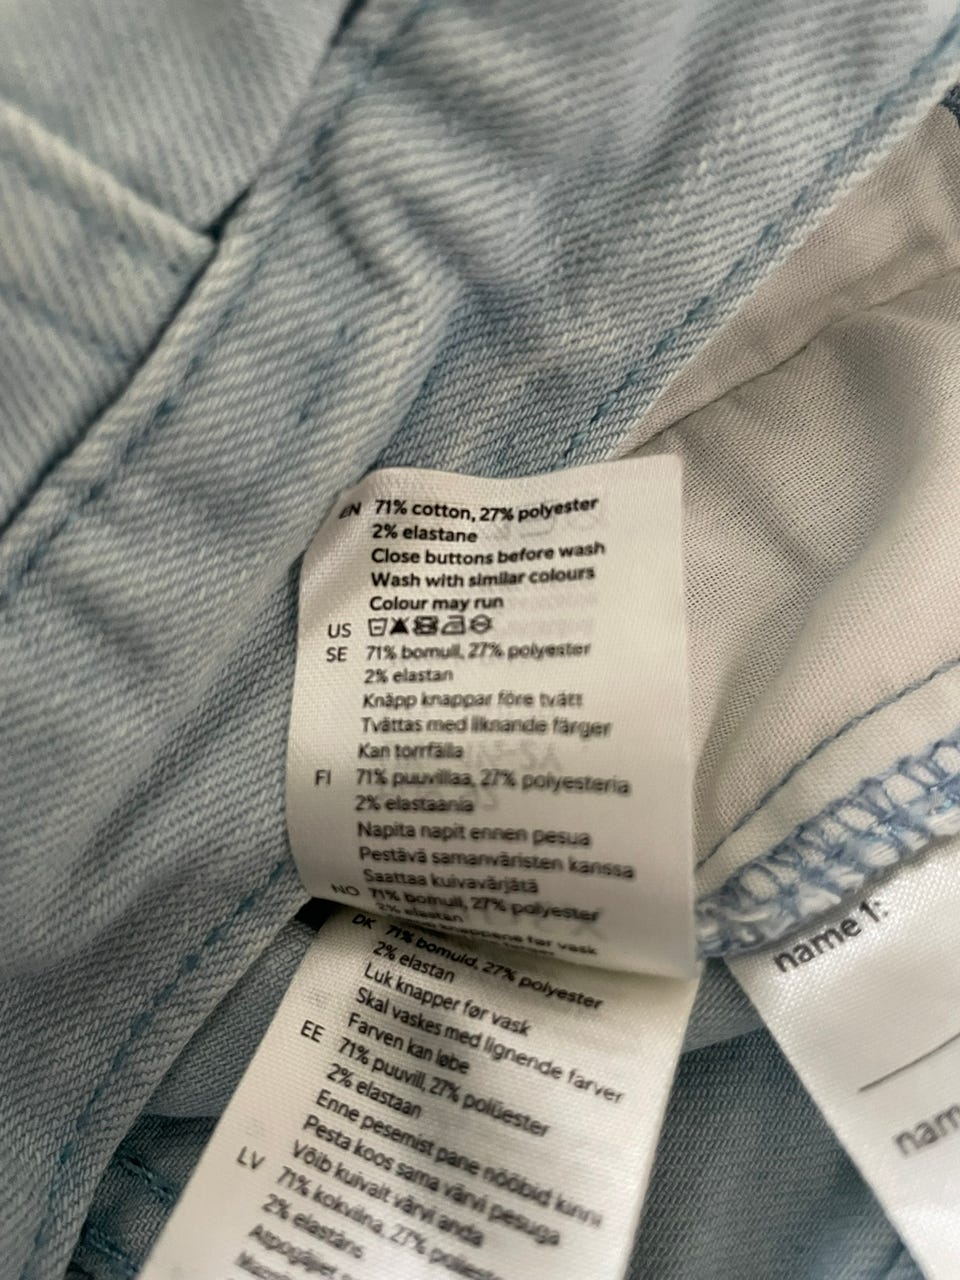 EN 71% cotton, 27% polyester
2% elastane
Close buttons before wash
Wash with similar colours
Colour may run
US
SE 71% bomull, 27% polyester
2% elastan
Knäpp knappar före tvätt
Tvättas med liknande färger
Kan torrfälla
FI 71% puuvillaa, 27% polyesteria
2% elastaania
Napita napit ennen pesua
Pestävä samanväristen kanssa
Saattaa kuivavärjätä
NO 71% bomull, 27% polyester
2% elastan
før vask
DK 71% bomuld, 27% polyester
2% elastan
Luk knapper før vask
Skal vaskes med lignende farver
Farven kan løbe
EE 71% puuvill, 27% polüester
2% elastaan
Enne pesemist pane nööbid kinni
Pesta koos sama värvi pesuga
Võib kuivalt värvi anda
LV 71% kokvilna, 27%
2% elastāns
name 1:
nam